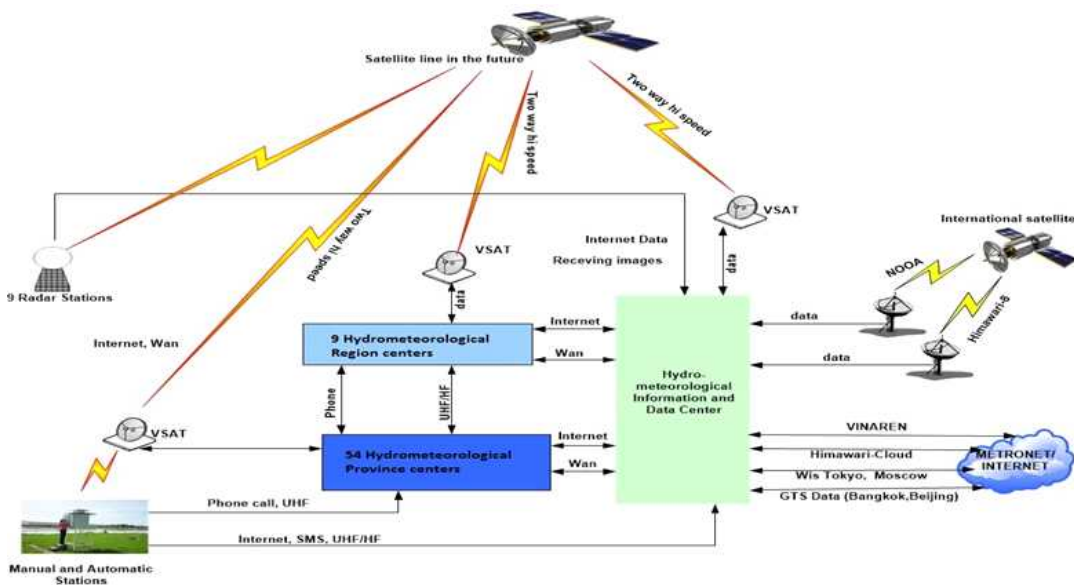 Satellite line in the future
Two way hi speed
Two way hi speed
Two way hi speed
VSAT
International satellite
Internet Data
Receving images
VSAT
data
NOOA
Himawari-8
9 Radar Stations
data
data
data
Internet, Wan
9 Hydrometeorological
Region centers
Internet
Wan
Hydro-
meteorological
Information and
Data Center
Phone
UHF/HF
VSAT
54 Hydrometeorological
Province centers
Internet
Wan
VINAREN
Himawari-Cloud
Wis Tokyo, Moscow
GTS Data (Bangkok,Beijing)
METRONET/
INTERNET
Phone call, UHF
Internet, SMS, UHF/HF
Manual and Automatic
Stations